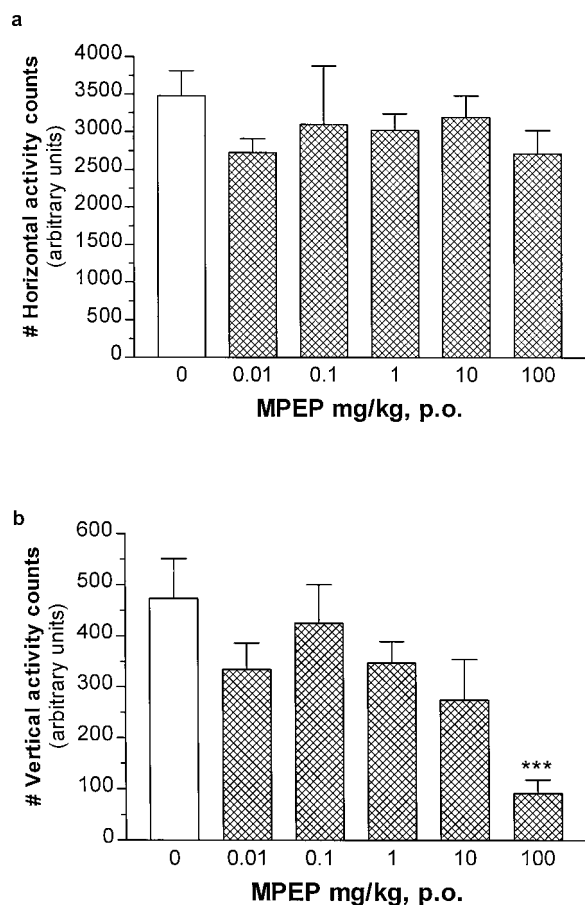 a
# Horizontal activity counts
(arbitrary units)
4000
3500
3000
2500
2000
1500
1000
500
0
0 0.01 0.1 1 10 100
MPEP mg/kg, p.o.
b
# Vertical activity counts
(arbitrary units)
600
500
400
300
200
100
0
***
0 0.01 0.1 1 10 100
MPEP mg/kg, p.o.